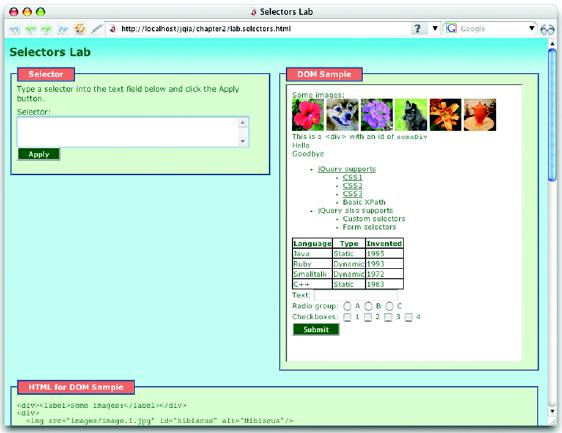 Selectors Lab
http://localhost/jqia/chapter2/lab.selectors.html
?
Google
Selectors Lab
Selector
Type a selector into the text field below and click the Apply
button.
Selector:
Apply
DOM Sample
Some images:
This is a <div> with an id of someDiv
Hello
Goodbye
jQuery supports
CSS1
CSS2
CSS3
Basic XPath
jQuery also supports
Custom selectors
Form selectors
Language Type Invented
Java Static 1995
Ruby Dynamic 1993
Smalltalk Dynamic 1972
C++ Static 1983
Text:
Radio group: A B C
Checkboxes: 1 2 3 4
Submit
HTML for DOM Sample
<div><label>Some images:</label></div>
<div>
<img src="images/image.1.jpg" id="hibiscus" alt="Hibiscus"/>